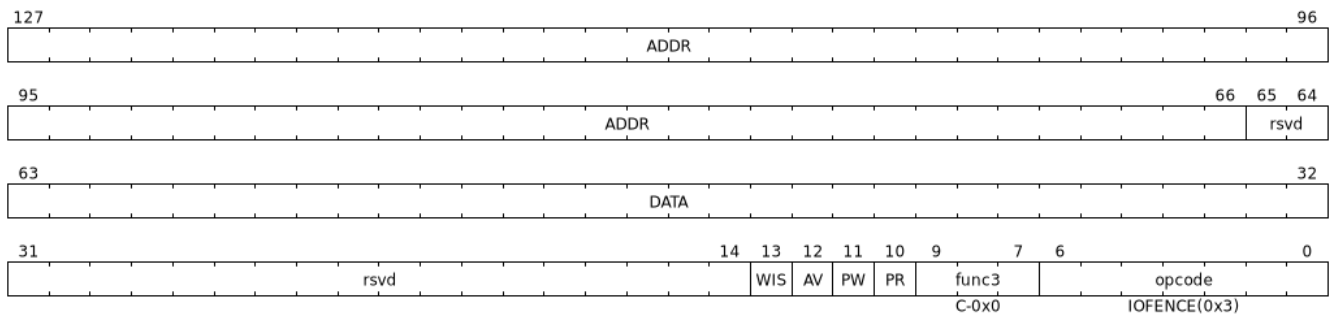 127 96
ADDR
95 66 65 64
ADDR rsvd
63 32
DATA
31 14 13 12 11 10 9 7 6 0
rsvd WIS AV PW PR func3 opcode
C-0x0 IOFENCE(0x3)